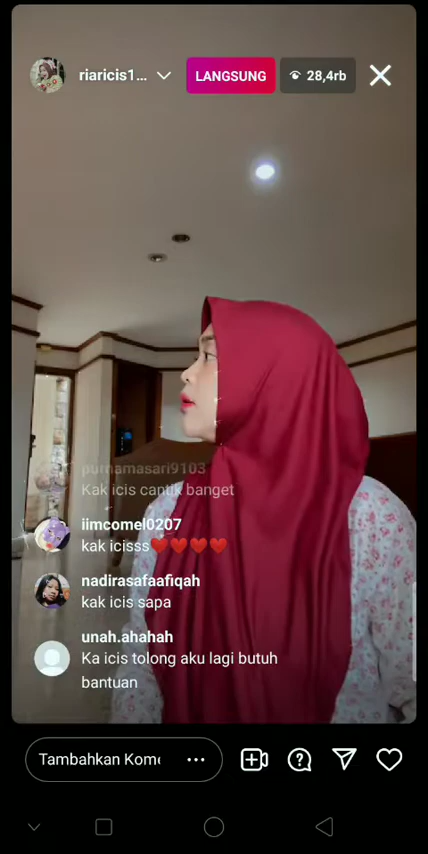 riaricis1...
LANGSUNG
28,4rb
purnamasari9103
Kak icis cantik banget
iimcomel0207
kak icisss❤️❤️❤️❤️
nadirasafaafiqah
kak icis sapa
unah.ahahah
Ka icis tolong aku lagi butuh
bantuan
Tambahkan Kome